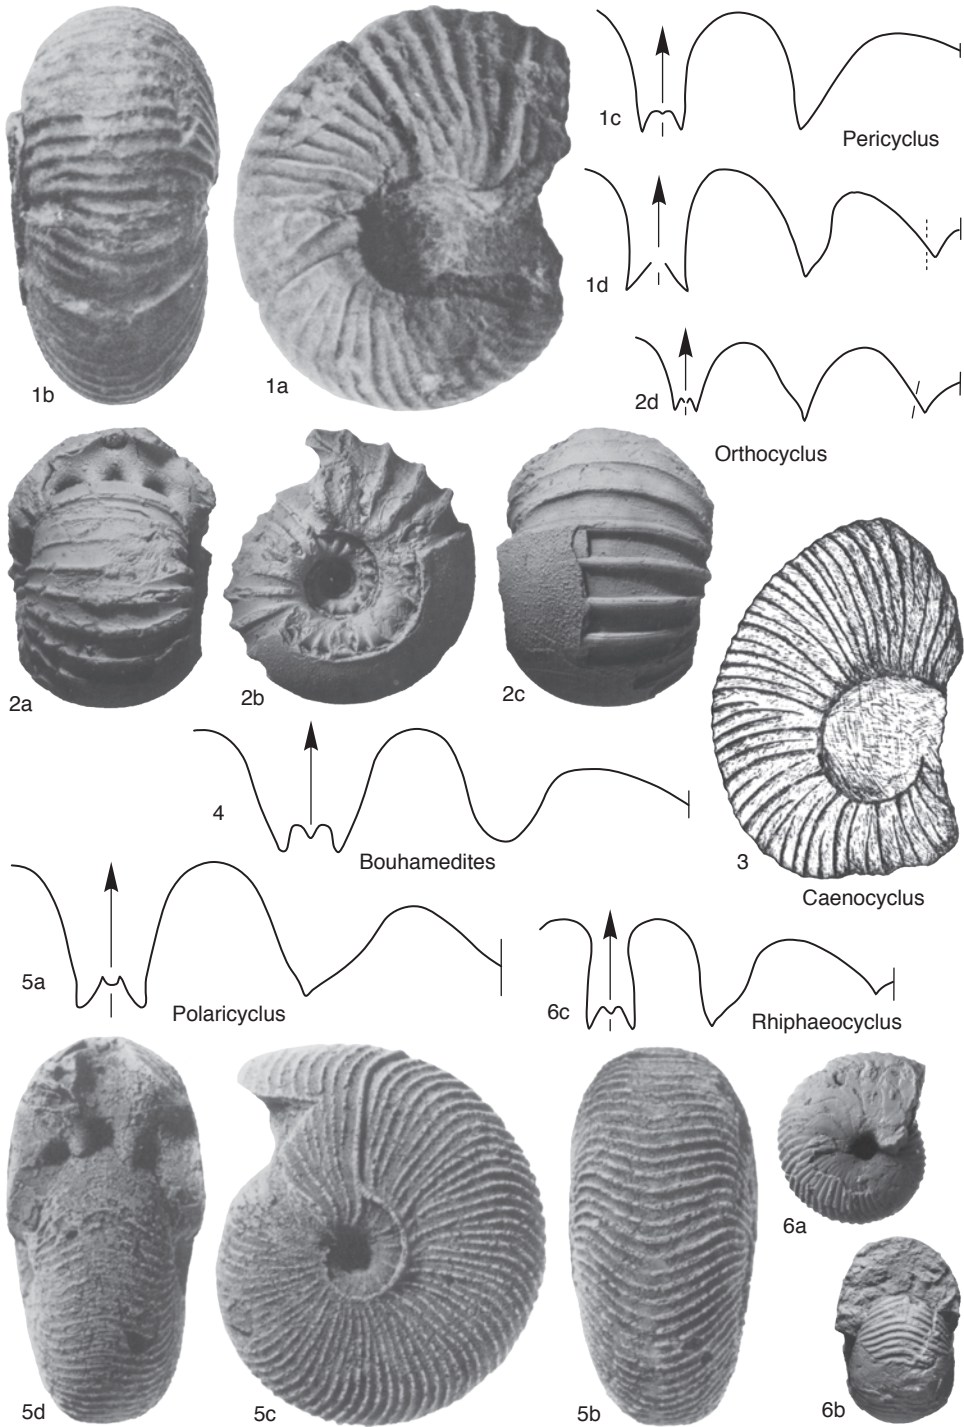 1c
Pericyclus
1d
1b
1a
2d
Orthocyclus
2a
2b
2c
4
Bouhamedites
3
Caenocyclus
5a
Polaricyclus
6c
Rhiphaeocyclus
6a
5d
5c
5b
6b